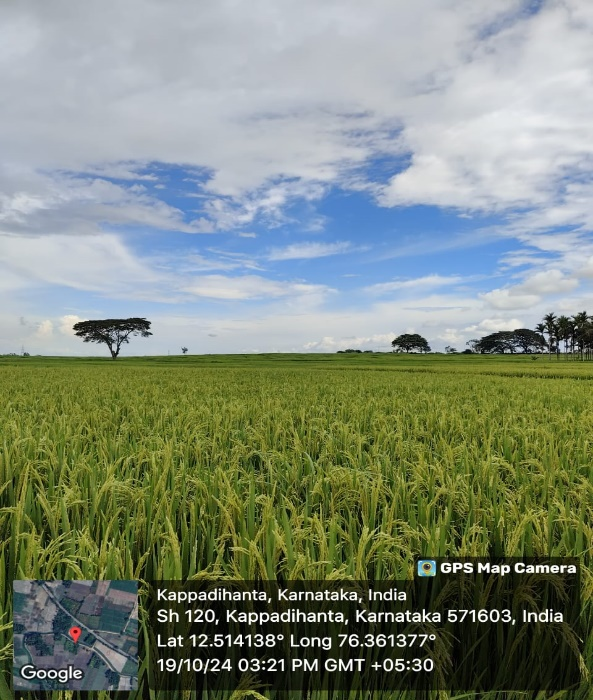 GPS Map Camera
Kappadihanta, Karnataka, India
Sh 120, Kappadihanta, Karnataka 571603, India
Lat 12.514138° Long 76.361377°
19/10/24 03:21 PM GMT +05:30
Google